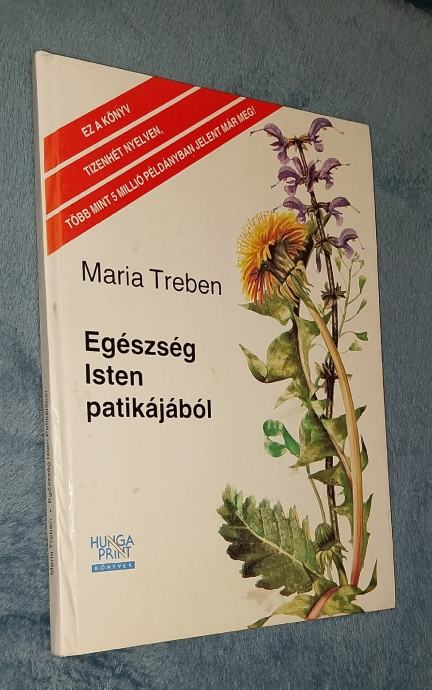 EZ A KÖNYV
TIZENHÉT NYELVEN,
TÖBB MINT 5 MILLIÓ PÉLDÁNYBAN JELENT MÁR MEG!
Maria Treben
Egészség
Isten
patikájából
HUNGA
PRINT
KÖNYVEK
Maria Treben • Egészség Isten Patikájából